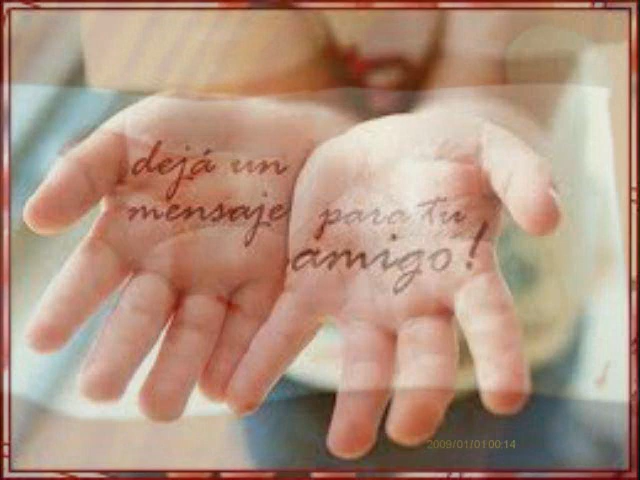 dejá un
mensaje
para tu
amigo!
2009/01/01 00:14